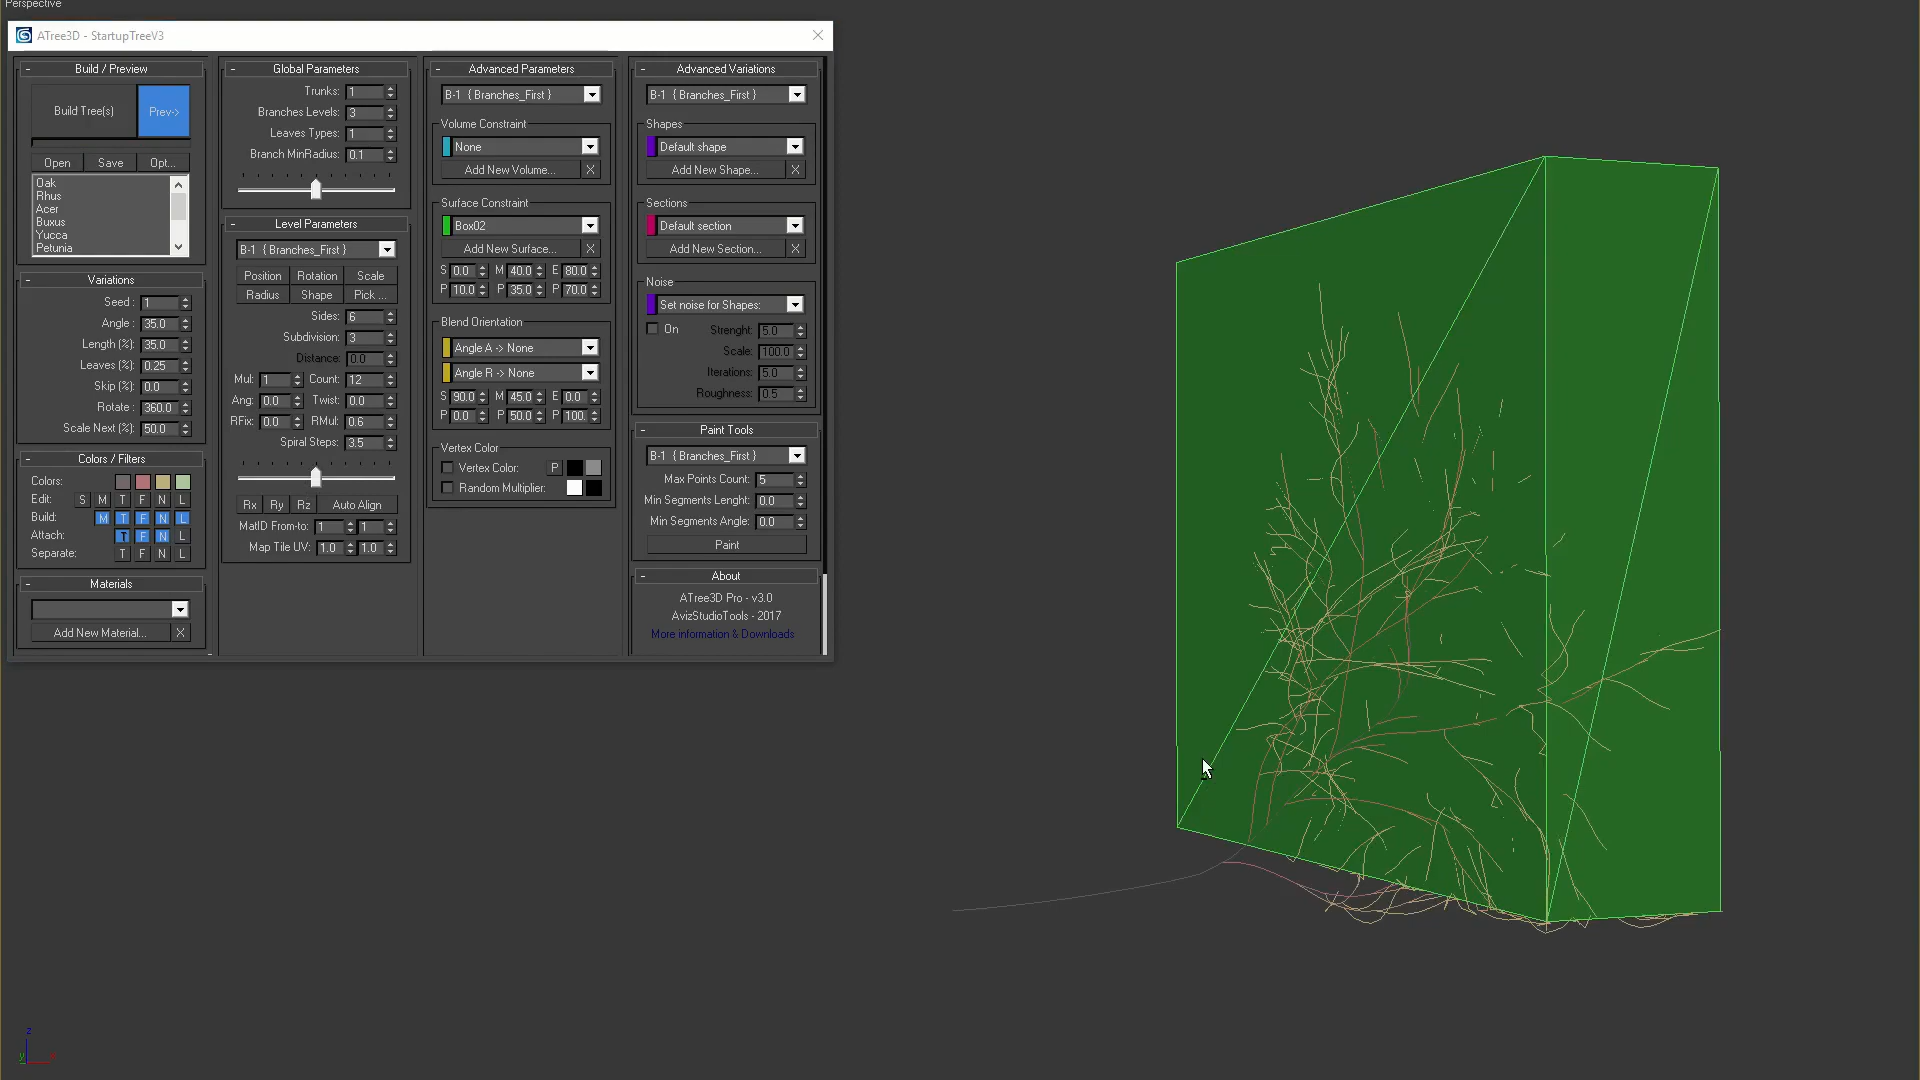 Perspective
ATree3D - StartupTreeV3
Build / Preview
Build Tree(s)
Prev->
Open
Save
Opt...
Oak
Rhus
Acer
Buxus
Yucca
Petunia
Variations
Seed : 1
Angle : 35.0
Length (%): 35.0
Leaves (%): 0.25
Skip (%): 0.0
Rotate : 360.0
Scale Next (%): 50.0
Colors / Filters
Colors:
Edit: S M T F N L
Build: M T F N L
Attach: T F N L
Separate: T F N L
Materials
Add New Material... X
Global Parameters
Trunks: 1
Branches Levels: 3
Leaves Types: 1
Branch MinRadius: 0.1
Level Parameters
B-1 { Branches_First }
Position Rotation Scale
Radius Shape Pick ...
Sides: 6
Subdivision: 3
Distance: 0.0
Mul: 1 Count: 12
Ang: 0.0 Twist: 0.0
RFix: 0.0 RMul: 0.6
Spiral Steps: 3.5
Rx Ry Rz Auto Align
MatID From-to: 1 1
Map Tile UV: 1.0 1.0
Advanced Parameters
B-1 { Branches_First }
Volume Constraint
None
Add New Volume... X
Surface Constraint
Box02
Add New Surface... X
S 0.0 M 40.0 E 80.0
P 10.0 P 35.0 P 70.0
Blend Orientation
Angle A -> None
Angle R -> None
S 90.0 M 45.0 E 0.0
P 0.0 P 50.0 P 100.
Vertex Color
Vertex Color: P
Random Multiplier:
Advanced Variations
B-1 { Branches_First }
Shapes
Default shape
Add New Shape... X
Sections
Default section
Add New Section... X
Noise
Set noise for Shapes:
On Strenght: 5.0
Scale: 100.0
Iterations: 5.0
Roughness: 0.5
Paint Tools
B-1 { Branches_First }
Max Points Count: 5
Min Segments Lenght: 0.0
Min Segments Angle: 0.0
Paint
About
ATree3D Pro - v3.0
AvizStudioTools - 2017
More information & Downloads
z
y
x